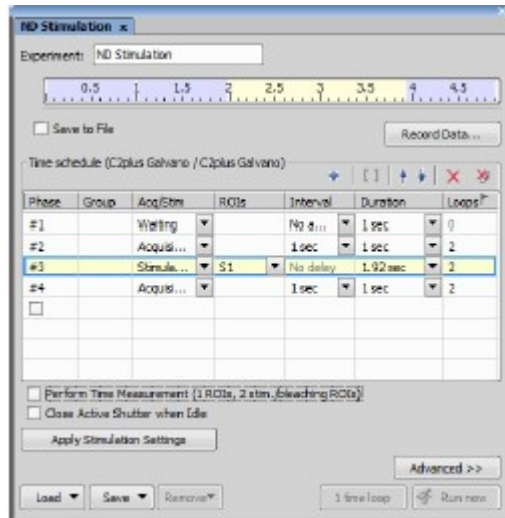 ND Stimulation x
Experiment: ND Stimulation
0.5 1 1.5 2 2.5 3 3.5 4 4.5
Save to File
Record Data...
Time schedule (C2plus Galvano / C2plus Galvano)
Phase Group Acq/Stim ROIs Interval Duration Loops
#1 Waiting No a... 1 sec 0
#2 Acquisi... 1 sec 1 sec 2
#3 Stimula... S1 No delay 1.92 sec 2
#4 Acquisi... 1 sec 1 sec 2
Perform Time Measurement (1 ROIs, 2 stim./bleaching ROIs)
Close Active Shutter when Idle
Apply Stimulation Settings
Advanced >>
Load Save Remove 1 time loop Run now